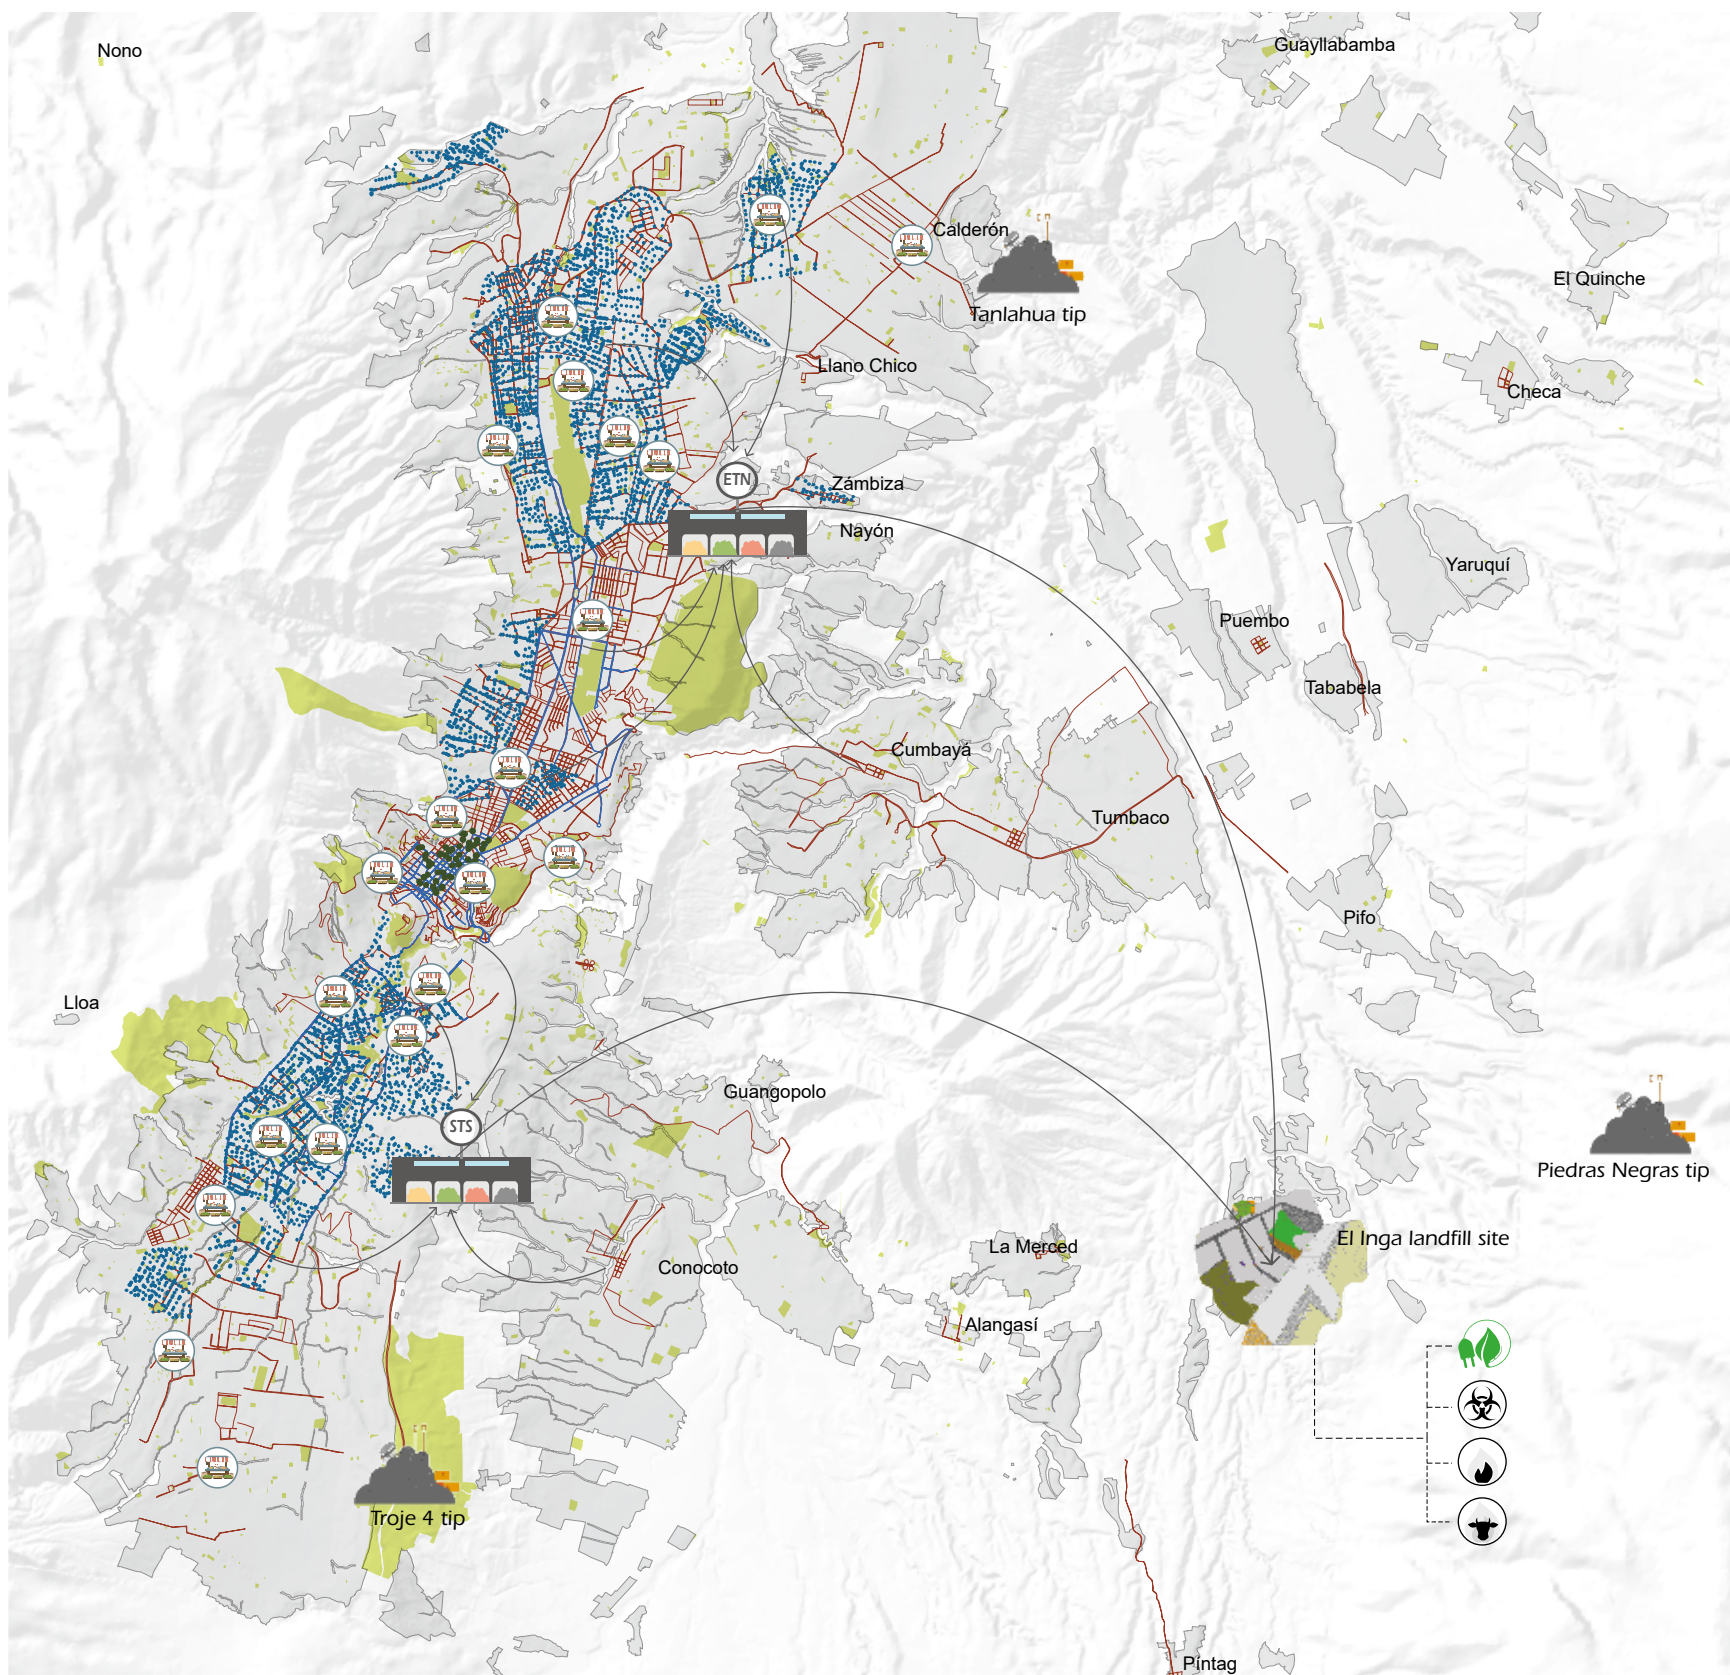 Nono
Guayllabamba
Calderón
El Quinche
Tanlahua tip
Llano Chico
Checa
ETN
Zámbiza
Nayón
Yaruquí
Puembo
Tababela
Cumbayá
Tumbaco
Pifo
Lloa
Guangopolo
STS
Piedras Negras tip
El Inga landfill site
La Merced
Conocoto
Alangasí
Troje 4 tip
Píntag